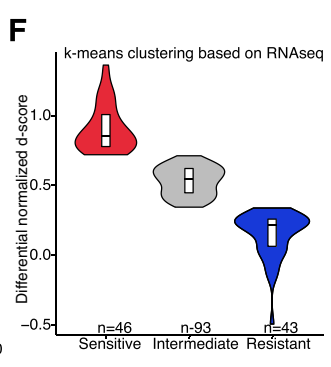 F
k-means clustering based on RNAseq
Differential normalized d-score
1.0
0.5
0.0
−0.5
n=46 n-93 n=43
Sensitive Intermediate Resistant